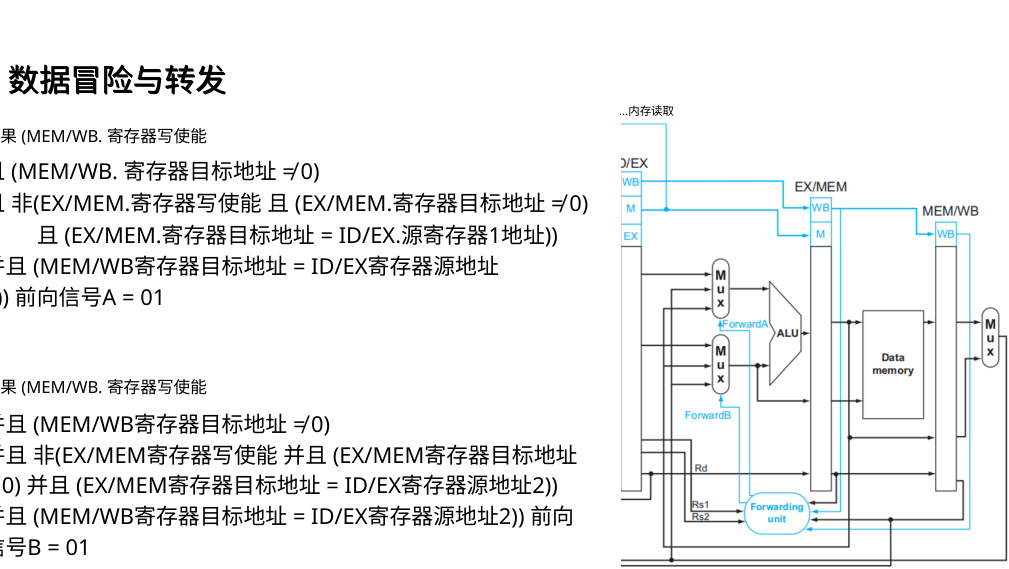 数据冒险与转发
果 (MEM/WB. 寄存器写使能
且 (MEM/WB. 寄存器目标地址 ≠ 0)
且 非(EX/MEM.寄存器写使能 且 (EX/MEM.寄存器目标地址 ≠ 0)
且 (EX/MEM.寄存器目标地址 = ID/EX.源寄存器1地址))
并且 (MEM/WB寄存器目标地址 = ID/EX寄存器源地址
)) 前向信号A = 01
果 (MEM/WB. 寄存器写使能
并且 (MEM/WB寄存器目标地址 ≠ 0)
并且 非(EX/MEM寄存器写使能 并且 (EX/MEM寄存器目标地址
0) 并且 (EX/MEM寄存器目标地址 = ID/EX寄存器源地址2))
并且 (MEM/WB寄存器目标地址 = ID/EX寄存器源地址2)) 前向
信号B = 01
...内存读取
D/EX
WB
M
EX
EX/MEM
WB
M
MEM/WB
WB
Mux
ForwardA
ALU
Mux
ForwardB
Data
memory
Mux
Rd
Rs1
Rs2
Forwarding
unit